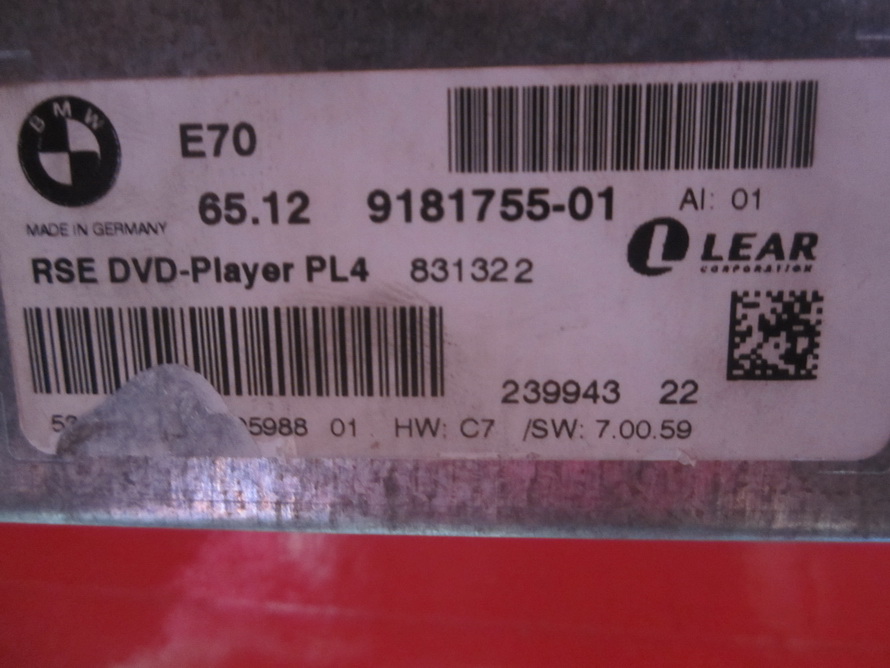 BMW
E70
65.12 9181755-01 AI: 01
MADE IN GERMANY
LEAR
CORPORATION
RSE DVD-Player PL4 831322
239943 22
01 HW: C7 /SW: 7.00.59